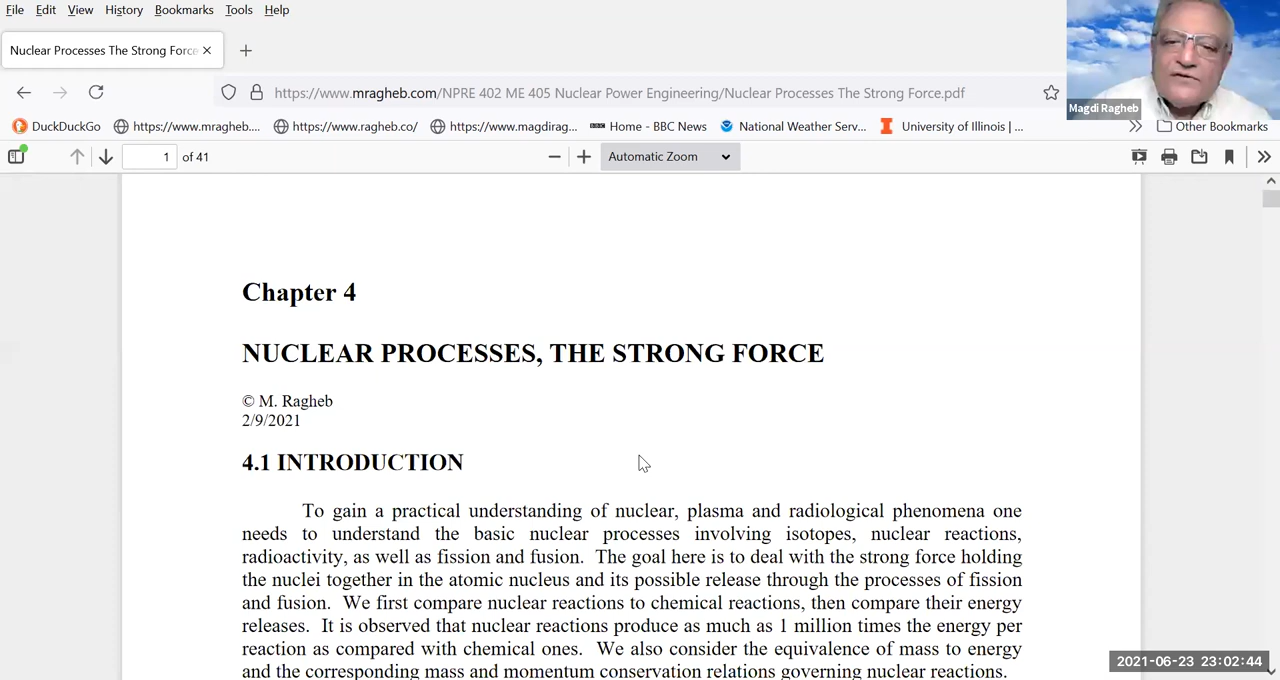 File Edit View History Bookmarks Tools Help
Nuclear Processes The Strong Force
https://www.mragheb.com/NPRE 402 ME 405 Nuclear Power Engineering/Nuclear Processes The Strong Force.pdf
Magdi Ragheb
DuckDuckGo https://www.mragheb.... https://www.ragheb.co/ https://www.magdirag... BBC Home - BBC News National Weather Serv... University of Illinois | ... Other Bookmarks
1 of 41 Automatic Zoom
Chapter 4
NUCLEAR PROCESSES, THE STRONG FORCE
© M. Ragheb
2/9/2021
4.1 INTRODUCTION
To gain a practical understanding of nuclear, plasma and radiological phenomena one
needs to understand the basic nuclear processes involving isotopes, nuclear reactions,
radioactivity, as well as fission and fusion. The goal here is to deal with the strong force holding
the nuclei together in the atomic nucleus and its possible release through the processes of fission
and fusion. We first compare nuclear reactions to chemical reactions, then compare their energy
releases. It is observed that nuclear reactions produce as much as 1 million times the energy per
reaction as compared with chemical ones. We also consider the equivalence of mass to energy
and the corresponding mass and momentum conservation relations governing nuclear reactions.
2021-06-23 23:02:44